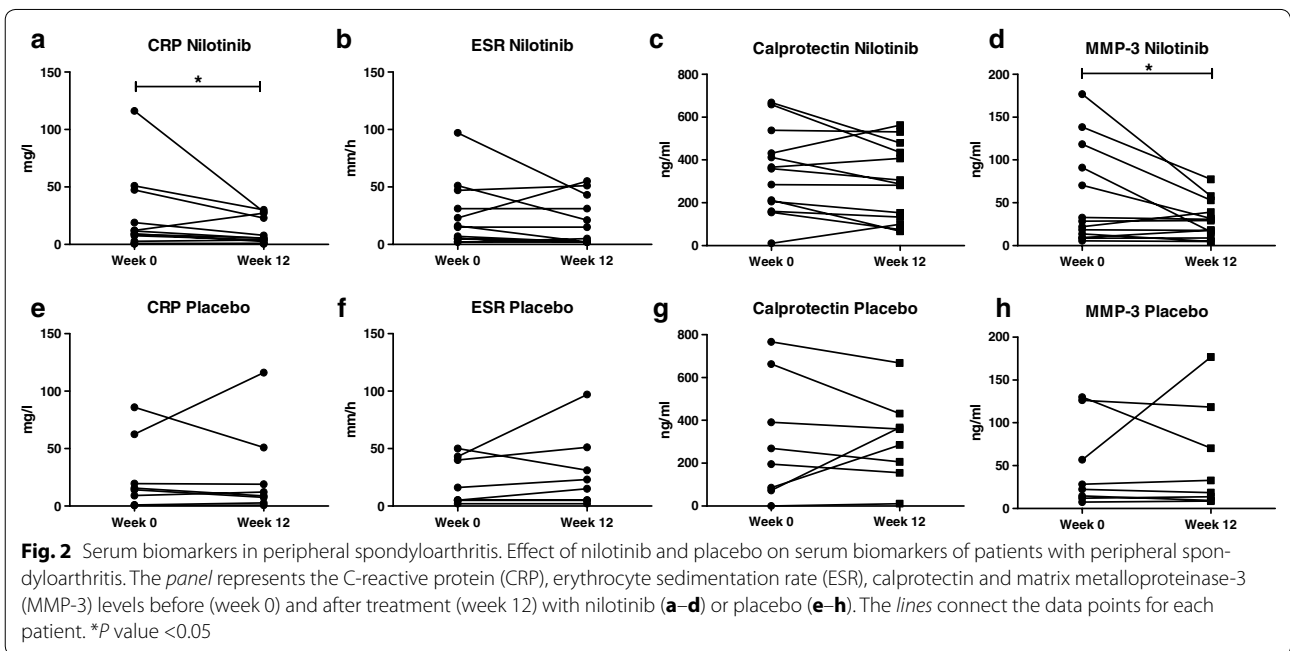 a
CRP Nilotinib
b
ESR Nilotinib
c
Calprotectin Nilotinib
d
MMP-3 Nilotinib
150
100
50
0
mg/l
*
Week 0
Week 12
150
100
50
0
mm/h
Week 0
Week 12
800
600
400
200
0
ng/ml
Week 0
Week 12
200
150
100
50
0
ng/ml
*
Week 0
Week 12
e
CRP Placebo
f
ESR Placebo
g
Calprotectin Placebo
h
MMP-3 Placebo
150
100
50
0
mg/l
Week 0
Week 12
150
100
50
0
mm/h
Week 0
Week 12
800
600
400
200
0
ng/ml
Week 0
Week 12
200
150
100
50
0
ng/ml
Week 0
Week 12
Fig. 2 Serum biomarkers in peripheral spondyloarthritis. Effect of nilotinib and placebo on serum biomarkers of patients with peripheral spon-
dyloarthritis. The panel represents the C-reactive protein (CRP), erythrocyte sedimentation rate (ESR), calprotectin and matrix metalloproteinase-3
(MMP-3) levels before (week 0) and after treatment (week 12) with nilotinib (a–d) or placebo (e–h). The lines connect the data points for each
patient. *P value <0.05